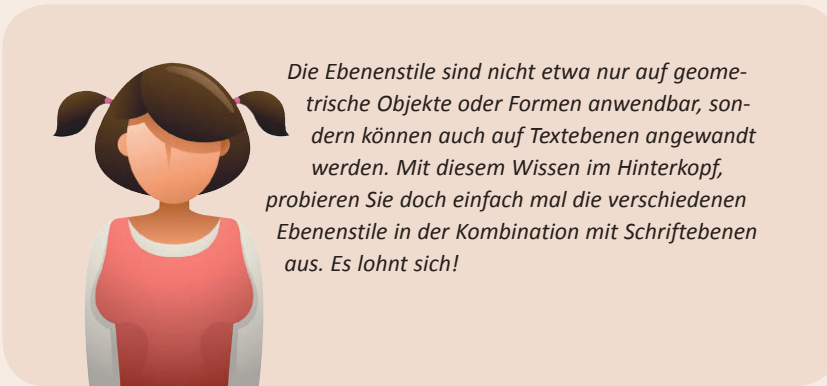 Die Ebenenstile sind nicht etwa nur auf geome-
trische Objekte oder Formen anwendbar, son-
dern können auch auf Textebenen angewandt
werden. Mit diesem Wissen im Hinterkopf,
probieren Sie doch einfach mal die verschiedenen
Ebenenstile in der Kombination mit Schriftebenen
aus. Es lohnt sich!